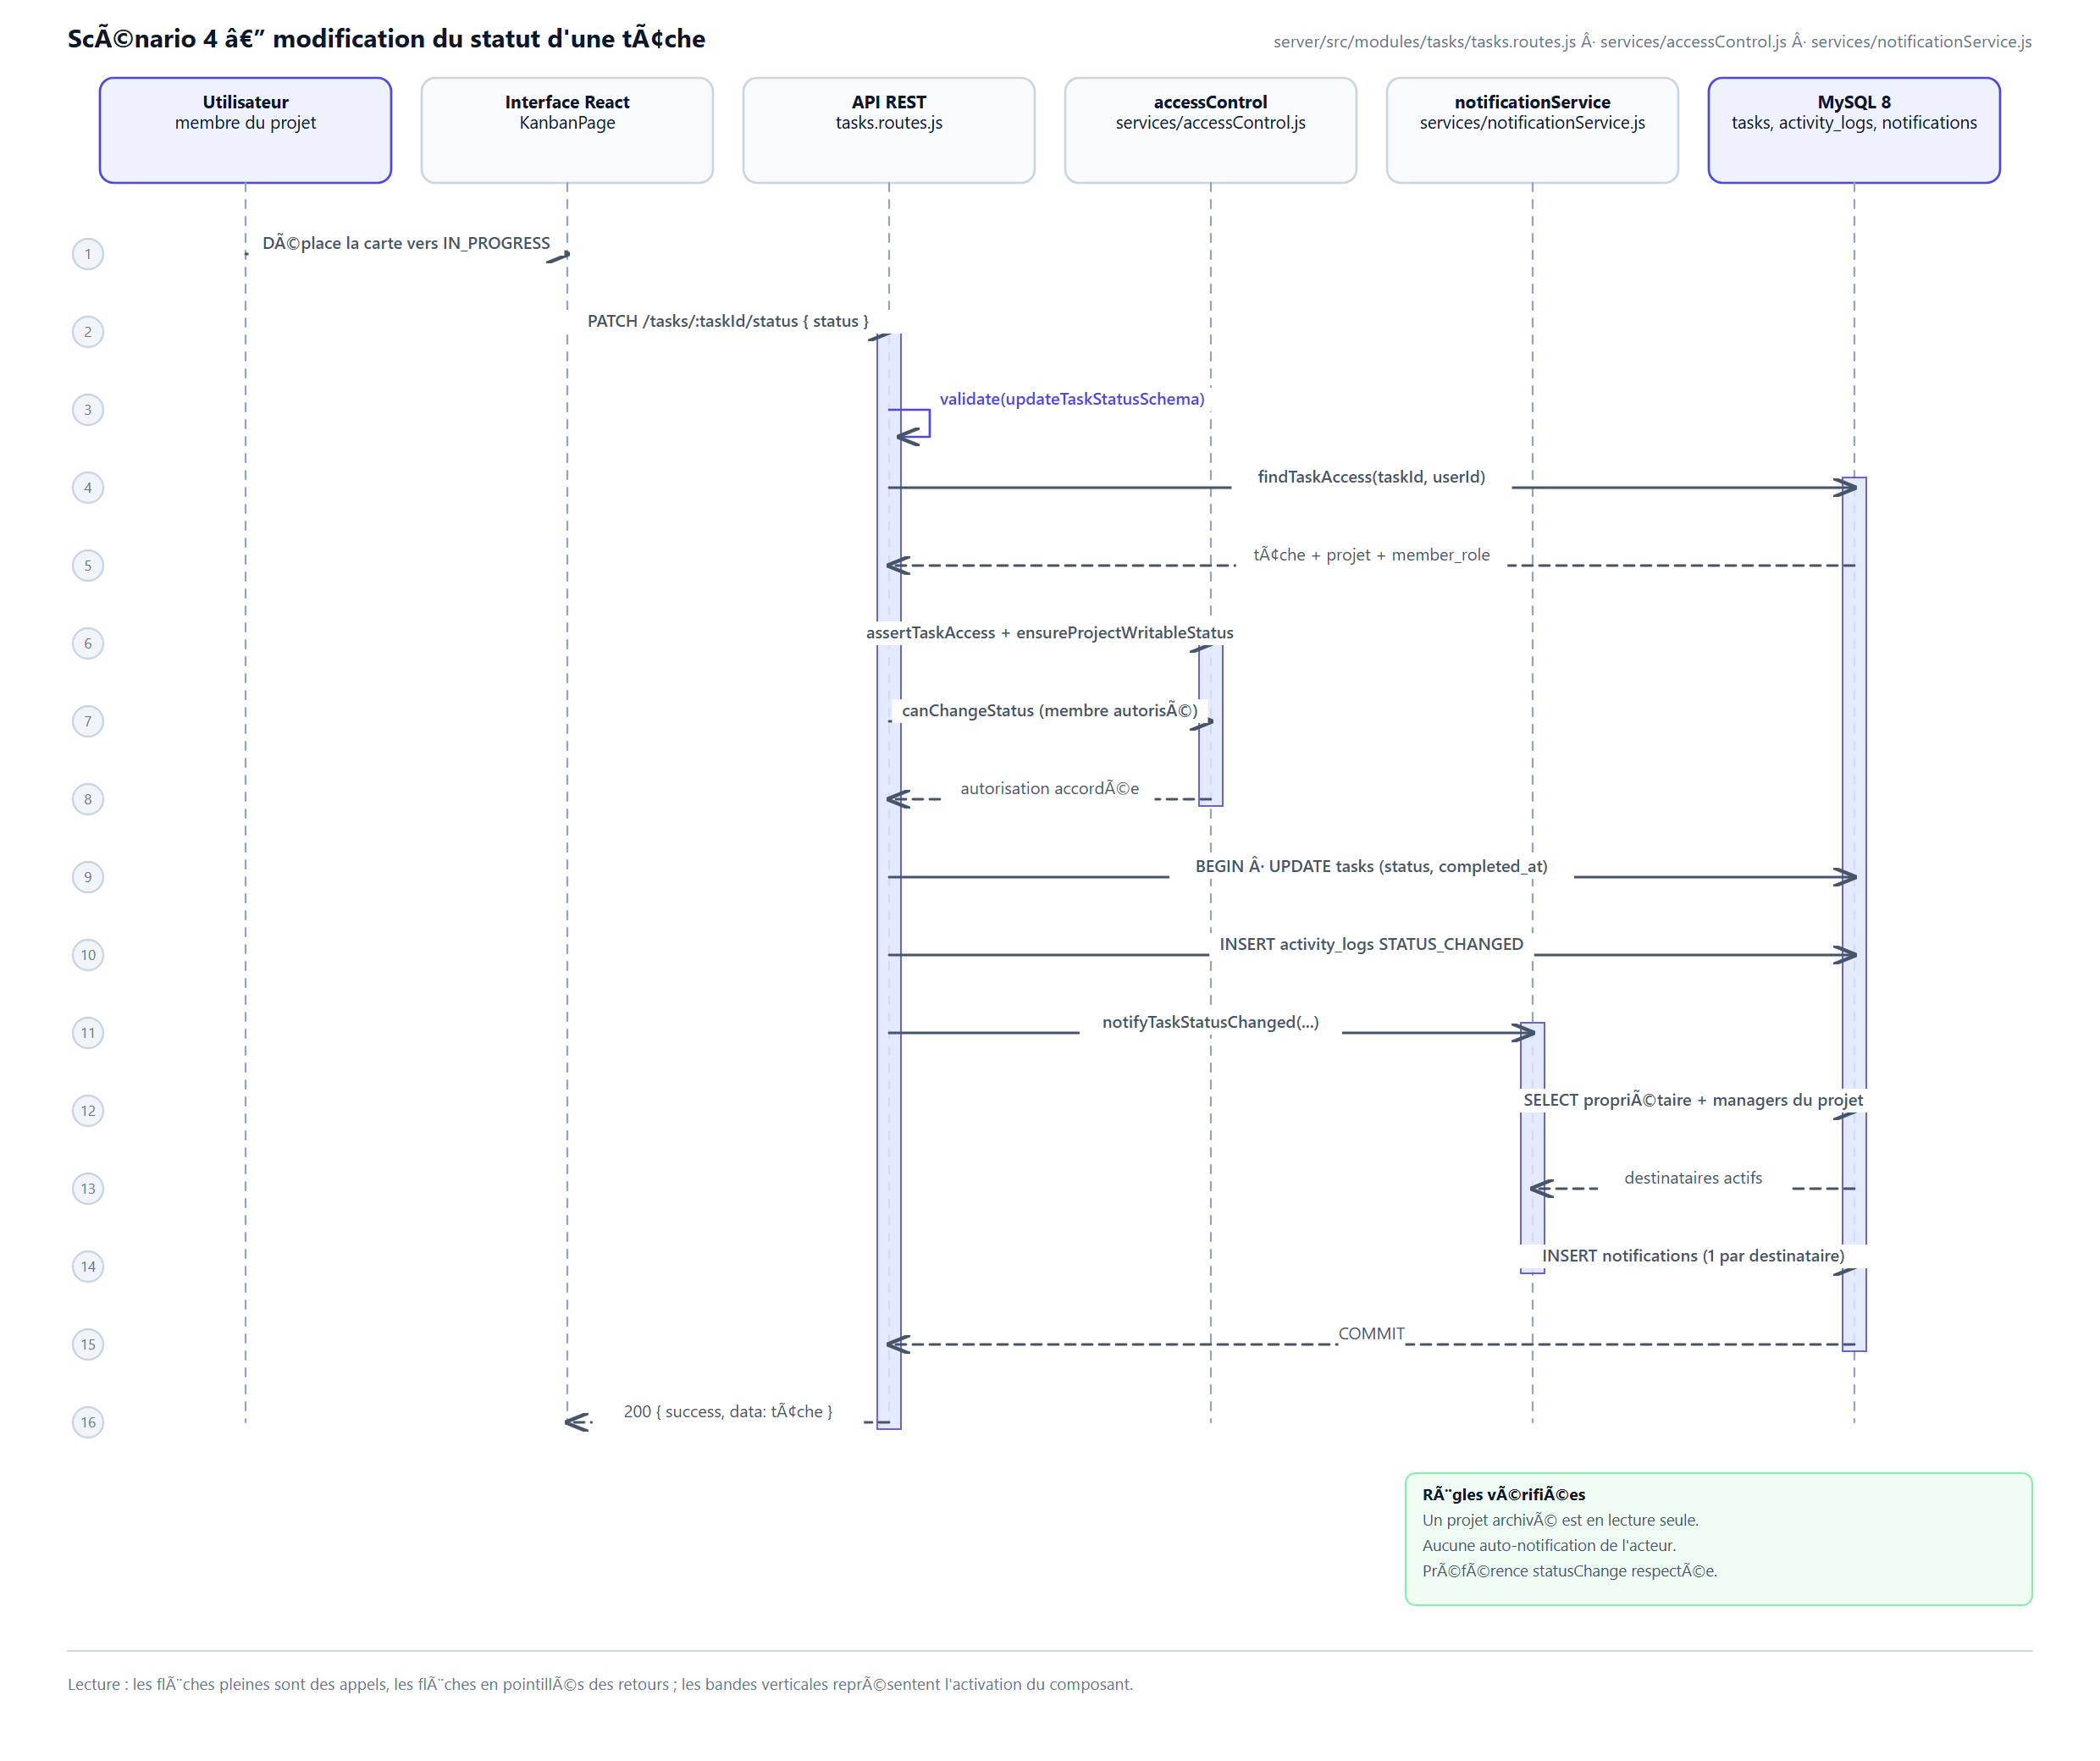 ScÃ©nario 4 â€” modification du statut d'une tÃ¢che
server/src/modules/tasks/tasks.routes.js Â· services/accessControl.js Â· services/notificationService.js
Utilisateur
membre du projet
Interface React
KanbanPage
API REST
tasks.routes.js
accessControl
services/accessControl.js
notificationService
services/notificationService.js
MySQL 8
tasks, activity_logs, notifications
1
DÃ©place la carte vers IN_PROGRESS
2
PATCH /tasks/:taskId/status { status }
3
validate(updateTaskStatusSchema)
4
findTaskAccess(taskId, userId)
5
tÃ¢che + projet + member_role
6
assertTaskAccess + ensureProjectWritableStatus
7
canChangeStatus (membre autorisÃ©)
8
autorisation accordÃ©e
9
BEGIN Â· UPDATE tasks (status, completed_at)
10
INSERT activity_logs STATUS_CHANGED
11
notifyTaskStatusChanged(...)
12
SELECT propriÃ©taire + managers du projet
13
destinataires actifs
14
INSERT notifications (1 par destinataire)
15
COMMIT
16
200 { success, data: tÃ¢che }
RÃ¨gles vÃ©rifiÃ©es
Un projet archivÃ© est en lecture seule.
Aucune auto-notification de l'acteur.
PrÃ©fÃ©rence statusChange respectÃ©e.
Lecture : les flÃ¨ches pleines sont des appels, les flÃ¨ches en pointillÃ©s des retours ; les bandes verticales reprÃ©sentent l'activation du composant.